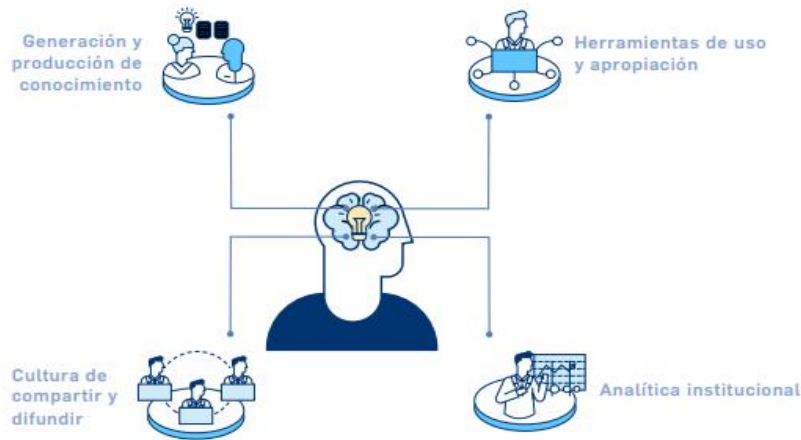 Generación y
producción de
conocimiento
Herramientas de uso
y apropiación
Cultura de
compartir y
difundir
Analítica institucional